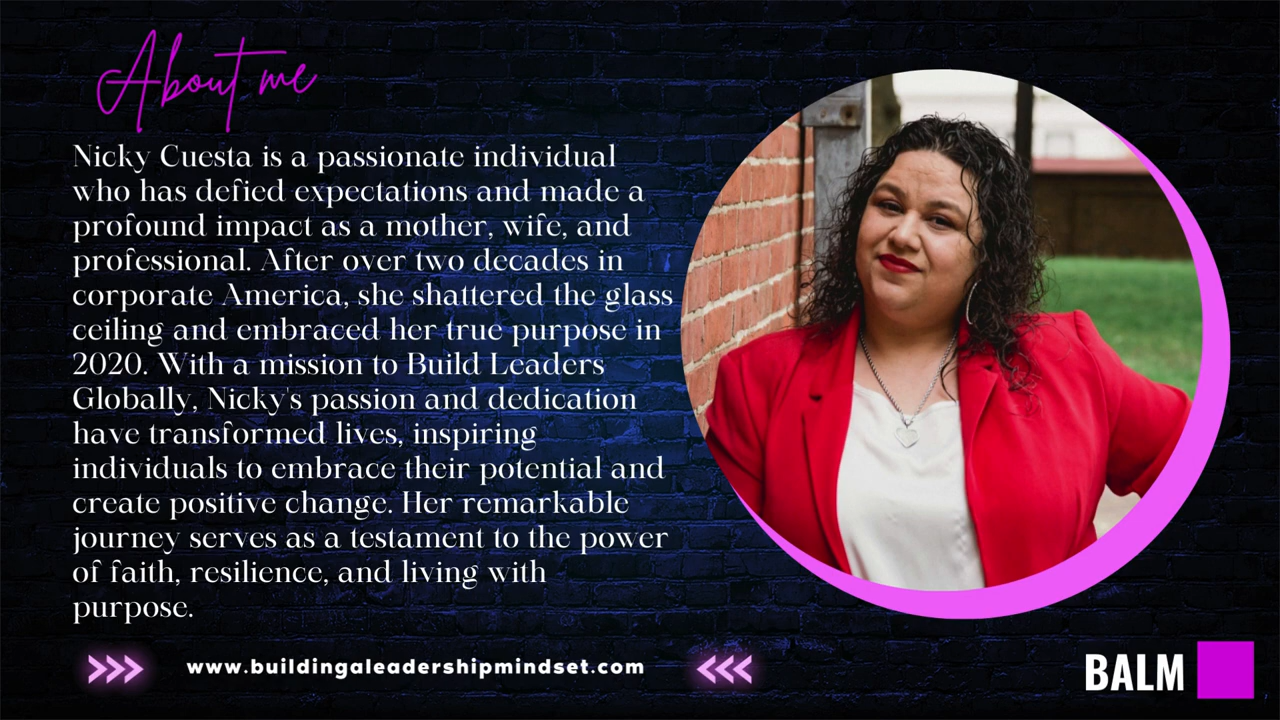 About me
Nicky Cuesta is a passionate individual
who has defied expectations and made a
profound impact as a mother, wife, and
professional. After over two decades in
corporate America, she shattered the glass
ceiling and embraced her true purpose in
2020. With a mission to Build Leaders
Globally, Nicky's passion and dedication
have transformed lives, inspiring
individuals to embrace their potential and
create positive change. Her remarkable
journey serves as a testament to the power
of faith, resilience, and living with
purpose.
www.buildingaleadershipmindset.com
BALM